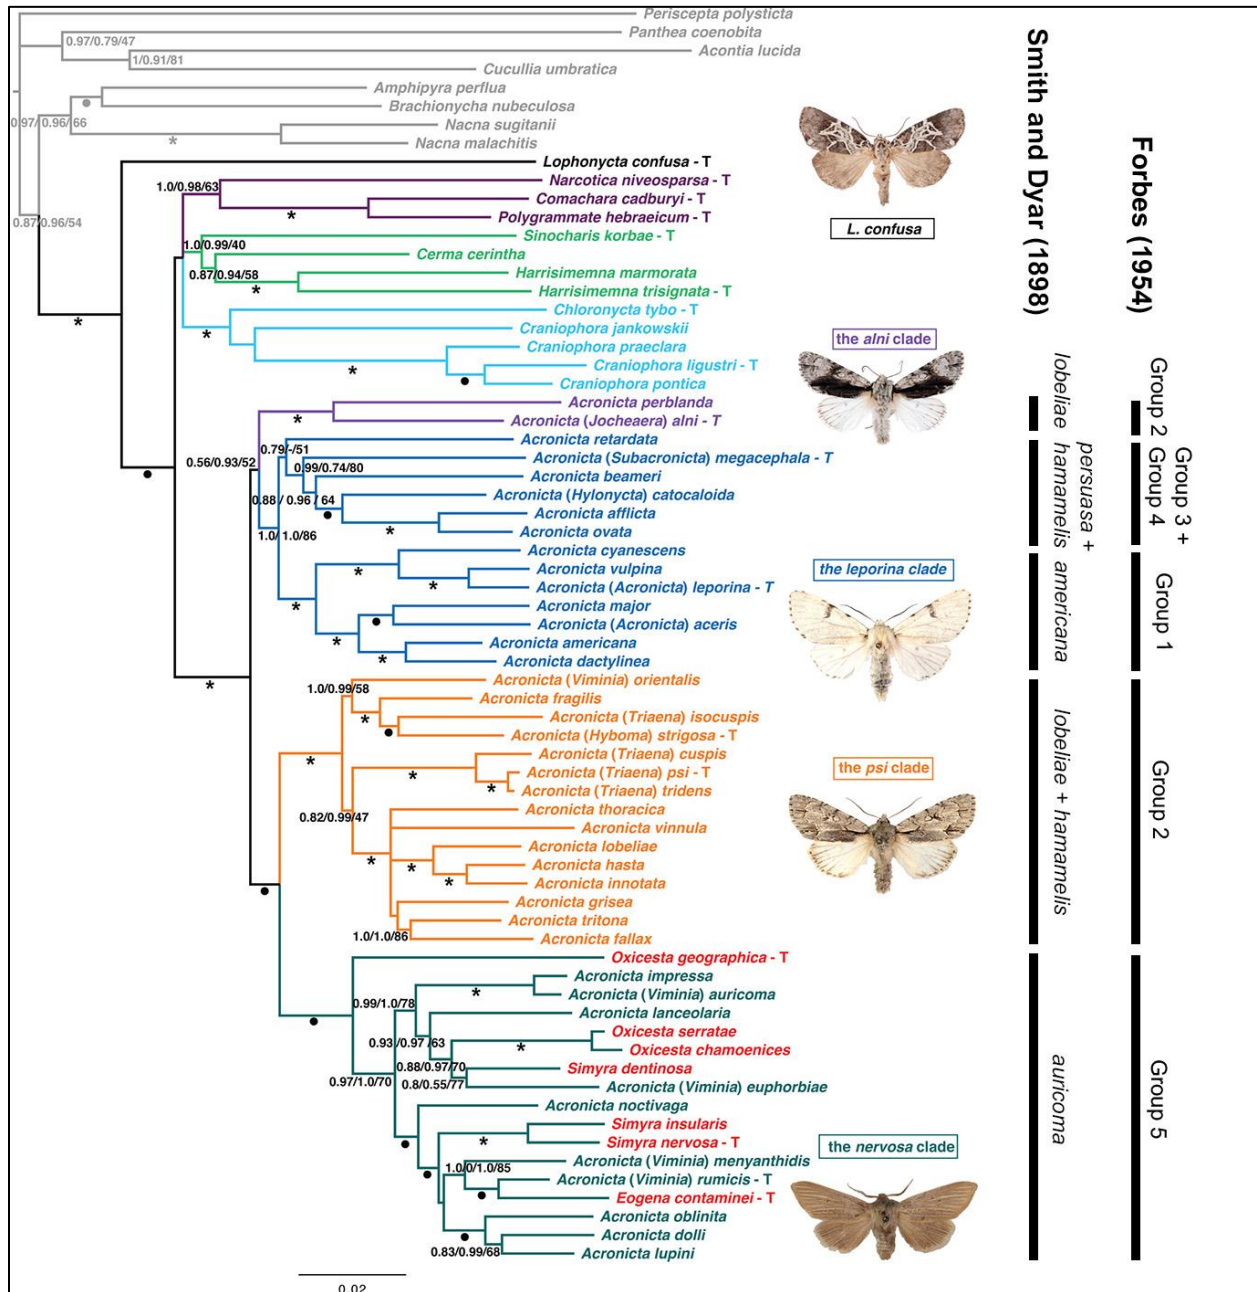 Periscepta polysticta
Panthea coenobita
0.97/0.79/47
Acontia lucida
1/0.91/81
Cucullia umbratica
Amphipyra perflua
Brachionycha nubeculosa
0.97/ 0.96/ 66
Nacna sugitanii
*
Nacna malachitis
Lophonycta confusa - T
1.0/0.98/63
Narcotica niveosparsa - T
Comachara cadburyi - T
0.87/0.96/54
*
Polygrammate hebraeicum - T
Sinocharis korbae - T
1.0/0.99/40
Cerma cerintha
0.87/0.94/58
Harrisimemna marmorata
*
Harrisimemna trisignata - T
Chloronycta tybo - T
*
*
Craniophora jankowskii
Craniophora praeclara
*
Craniophora ligustri - T
Craniophora pontica
Acronicta perblanda
*
Acronicta (Jocheaera) alni - T
Acronicta retardata
0.79/-/51
0.56/0.93/52
Acronicta (Subacronicta) megacephala - T
0.99/0.74/80
Acronicta beameri
0.88 / 0.96 / 64
Acronicta (Hylonycta) catocaloida
Acronicta afflicta
*
Acronicta ovata
1.0/ 1.0/86
Acronicta cyanescens
*
Acronicta vulpina
*
Acronicta (Acronicta) leporina - T
*
Acronicta major
Acronicta (Acronicta) aceris
*
Acronicta americana
*
Acronicta dactylinea
*
Acronicta (Viminia) orientalis
1.0/0.99/58
Acronicta fragilis
*
Acronicta (Triaena) isocuspis
Acronicta (Hyboma) strigosa - T
*
Acronicta (Triaena) cuspis
*
Acronicta (Triaena) psi - T
*
Acronicta (Triaena) tridens
Acronicta thoracica
0.82/0.99/47
Acronicta vinnula
Acronicta lobeliae
*
*
Acronicta hasta
*
Acronicta innotata
Acronicta grisea
Acronicta tritona
1.0/1.0/86
Acronicta fallax
Oxicesta geographica - T
Acronicta impressa
*
Acronicta (Viminia) auricoma
0.99/1.0/78
Acronicta lanceolaria
Oxicesta serratae
0.93 /0.97 /63
*
Oxicesta chamoenices
0.88/0.97/70
Simyra dentinosa
0.97/1.0/70
0.8/0.55/77
Acronicta (Viminia) euphorbiae
Acronicta noctivaga
Simyra insularis
*
Simyra nervosa - T
Acronicta (Viminia) menyanthidis
1.0/0/1.0/85
Acronicta (Viminia) rumicis - T
Eogena contaminei - T
Acronicta oblinita
Acronicta dolli
0.83/0.99/68
Acronicta lupini
0.02
L. confusa
the alni clade
the leporina clade
the psi clade
the nervosa clade
Smith and Dyar (1898)
lobeliae
persuasa +
hamamelis
americana
lobeliae + hamamelis
auricoma
Forbes (1954)
Group 2
Group 3 +
Group 4
Group 1
Group 2
Group 5